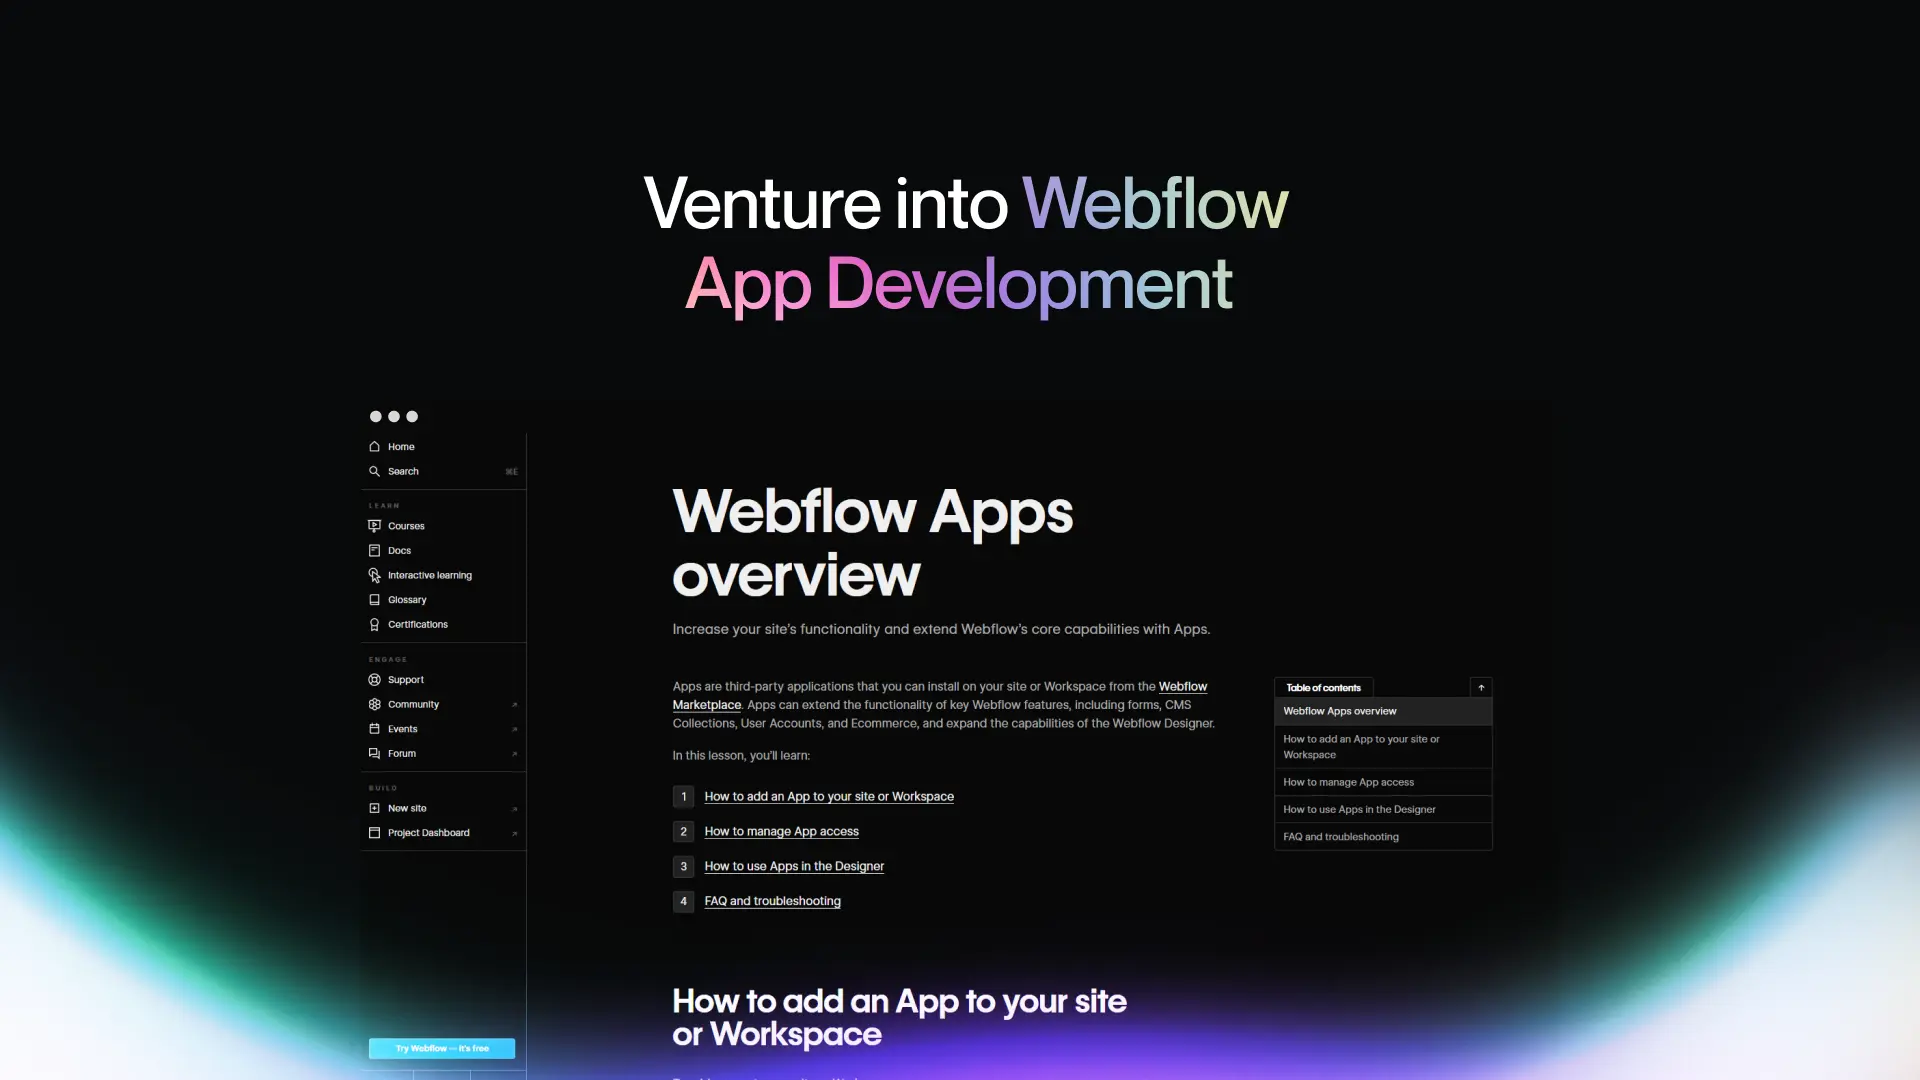 Venture into Webflow
App Development
Home
Search ⌘E
LEARN
Courses
Docs
Interactive learning
Glossary
Certifications
ENGAGE
Support
Community
Events
Forum
BUILD
New site
Project Dashboard
Try Webflow — it's free
Webflow Apps
overview
Increase your site's functionality and extend Webflow's core capabilities with Apps.
Apps are third-party applications that you can install on your site or Workspace from the Webflow
Marketplace. Apps can extend the functionality of key Webflow features, including forms, CMS
Collections, User Accounts, and Ecommerce, and expand the capabilities of the Webflow Designer.
In this lesson, you'll learn:
1 How to add an App to your site or Workspace
2 How to manage App access
3 How to use Apps in the Designer
4 FAQ and troubleshooting
How to add an App to your site
or Workspace
Table of contents
Webflow Apps overview
How to add an App to your site or
Workspace
How to manage App access
How to use Apps in the Designer
FAQ and troubleshooting